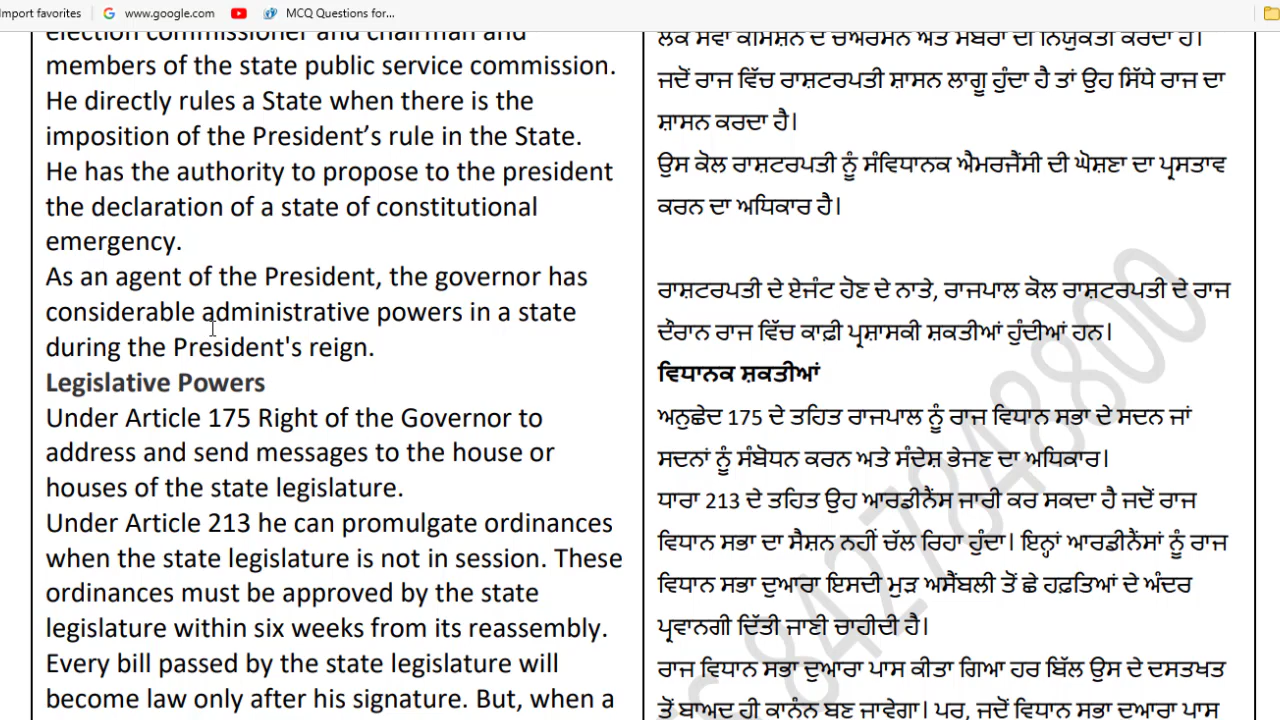 Import favorites
www.google.com
MCQ Questions for...
election commissioner and chairman and
members of the state public service commission.
He directly rules a State when there is the
imposition of the President’s rule in the State.
He has the authority to propose to the president
the declaration of a state of constitutional
emergency.
As an agent of the President, the governor has
considerable administrative powers in a state
during the President's reign.
Legislative Powers
Under Article 175 Right of the Governor to
address and send messages to the house or
houses of the state legislature.
Under Article 213 he can promulgate ordinances
when the state legislature is not in session. These
ordinances must be approved by the state
legislature within six weeks from its reassembly.
Every bill passed by the state legislature will
become law only after his signature. But, when a
ਲੋਕ ਸੇਵਾ ਕਮਿਸ਼ਨ ਦੇ ਚੇਅਰਮੈਨ ਅਤੇ ਮੈਂਬਰਾਂ ਦੀ ਨਿਯੁਕਤੀ ਕਰਦਾ ਹੈ।
ਜਦੋਂ ਰਾਜ ਵਿੱਚ ਰਾਸ਼ਟਰਪਤੀ ਸ਼ਾਸਨ ਲਾਗੂ ਹੁੰਦਾ ਹੈ ਤਾਂ ਉਹ ਸਿੱਧੇ ਰਾਜ ਦਾ
ਸ਼ਾਸਨ ਕਰਦਾ ਹੈ।
ਉਸ ਕੋਲ ਰਾਸ਼ਟਰਪਤੀ ਨੂੰ ਸੰਵਿਧਾਨਕ ਐਮਰਜੈਂਸੀ ਦੀ ਘੋਸ਼ਣਾ ਦਾ ਪ੍ਰਸਤਾਵ
ਕਰਨ ਦਾ ਅਧਿਕਾਰ ਹੈ।
ਰਾਸ਼ਟਰਪਤੀ ਦੇ ਏਜੰਟ ਹੋਣ ਦੇ ਨਾਤੇ, ਰਾਜਪਾਲ ਕੋਲ ਰਾਸ਼ਟਰਪਤੀ ਦੇ ਰਾਜ
ਦੌਰਾਨ ਰਾਜ ਵਿੱਚ ਕਾਫ਼ੀ ਪ੍ਰਸ਼ਾਸਕੀ ਸ਼ਕਤੀਆਂ ਹੁੰਦੀਆਂ ਹਨ।
ਵਿਧਾਨਕ ਸ਼ਕਤੀਆਂ
ਅਨੁਛੇਦ 175 ਦੇ ਤਹਿਤ ਰਾਜਪਾਲ ਨੂੰ ਰਾਜ ਵਿਧਾਨ ਸਭਾ ਦੇ ਸਦਨ ਜਾਂ
ਸਦਨਾਂ ਨੂੰ ਸੰਬੋਧਨ ਕਰਨ ਅਤੇ ਸੰਦੇਸ਼ ਭੇਜਣ ਦਾ ਅਧਿਕਾਰ।
ਧਾਰਾ 213 ਦੇ ਤਹਿਤ ਉਹ ਆਰਡੀਨੈਂਸ ਜਾਰੀ ਕਰ ਸਕਦਾ ਹੈ ਜਦੋਂ ਰਾਜ
ਵਿਧਾਨ ਸਭਾ ਦਾ ਸੈਸ਼ਨ ਨਹੀਂ ਚੱਲ ਰਿਹਾ ਹੁੰਦਾ। ਇਨ੍ਹਾਂ ਆਰਡੀਨੈਂਸਾਂ ਨੂੰ ਰਾਜ
ਵਿਧਾਨ ਸਭਾ ਦੁਆਰਾ ਇਸਦੀ ਮੁੜ ਅਸੈਂਬਲੀ ਤੋਂ ਛੇ ਹਫ਼ਤਿਆਂ ਦੇ ਅੰਦਰ
ਪ੍ਰਵਾਨਗੀ ਦਿੱਤੀ ਜਾਣੀ ਚਾਹੀਦੀ ਹੈ।
ਰਾਜ ਵਿਧਾਨ ਸਭਾ ਦੁਆਰਾ ਪਾਸ ਕੀਤਾ ਗਿਆ ਹਰ ਬਿੱਲ ਉਸ ਦੇ ਦਸਤਖਤ
ਤੋਂ ਬਾਅਦ ਹੀ ਕਾਨੂੰਨ ਬਣ ਜਾਵੇਗਾ। ਪਰ, ਜਦੋਂ ਵਿਧਾਨ ਸਭਾ ਦੁਆਰਾ ਪਾਸ
842784800